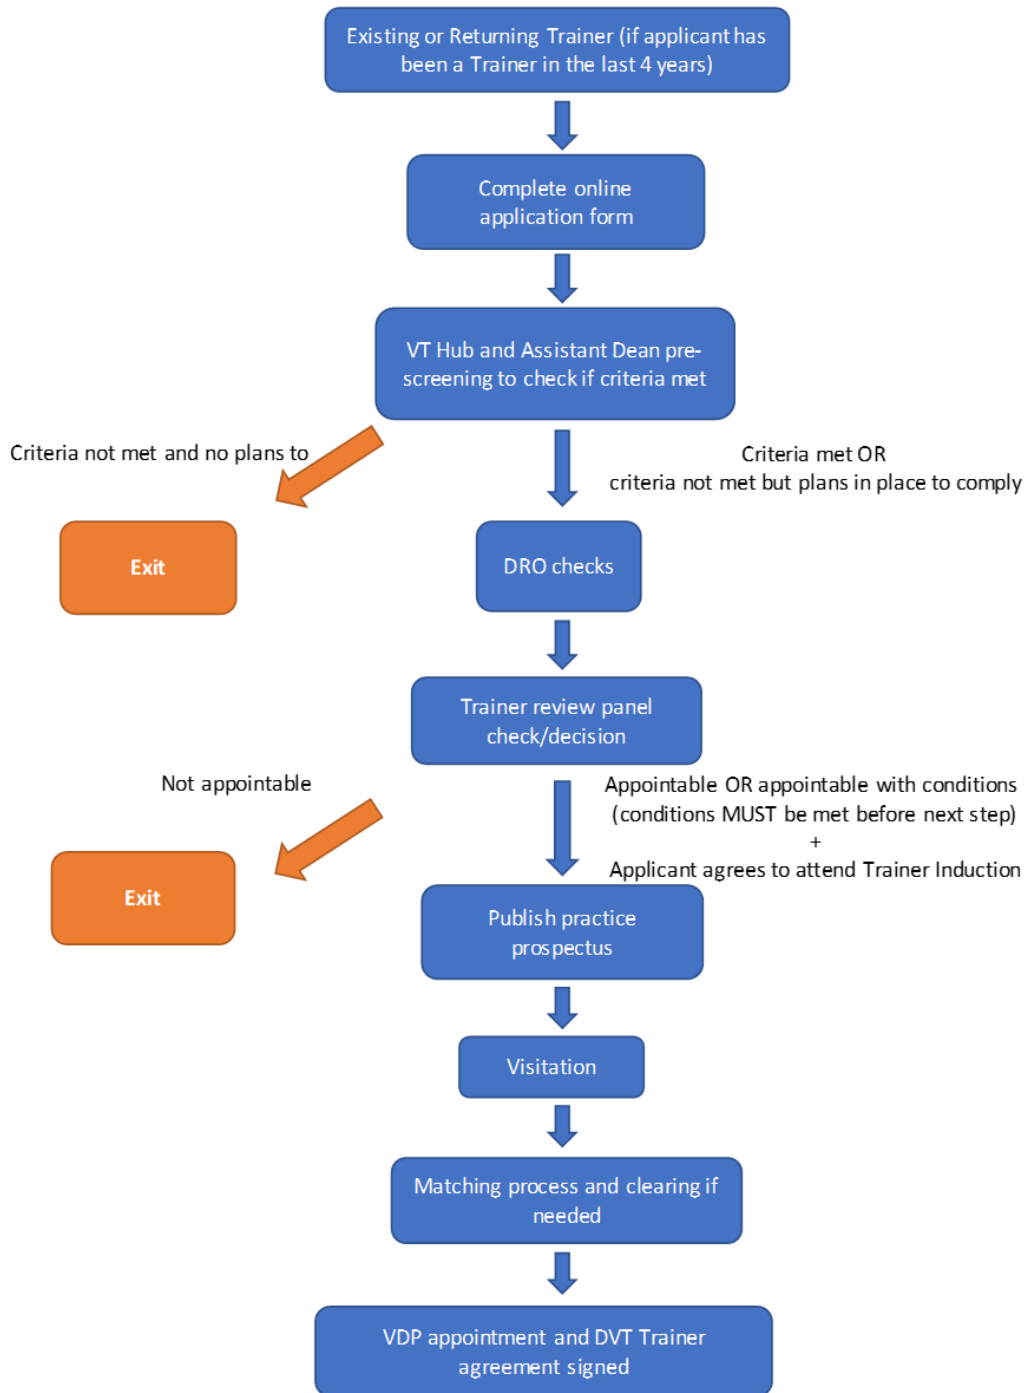 Existing or Returning Trainer (if applicant has
been a Trainer in the last 4 years)
Complete online
application form
VT Hub and Assistant Dean pre-
screening to check if criteria met
Criteria not met and no plans to
Criteria met OR
criteria not met but plans in place to comply
Exit
DRO checks
Trainer review panel
check/decision
Not appointable
Appointable OR appointable with conditions
(conditions MUST be met before next step)
+
Applicant agrees to attend Trainer Induction
Exit
Publish practice
prospectus
Visitation
Matching process and clearing if
needed
VDP appointment and DVT Trainer
agreement signed